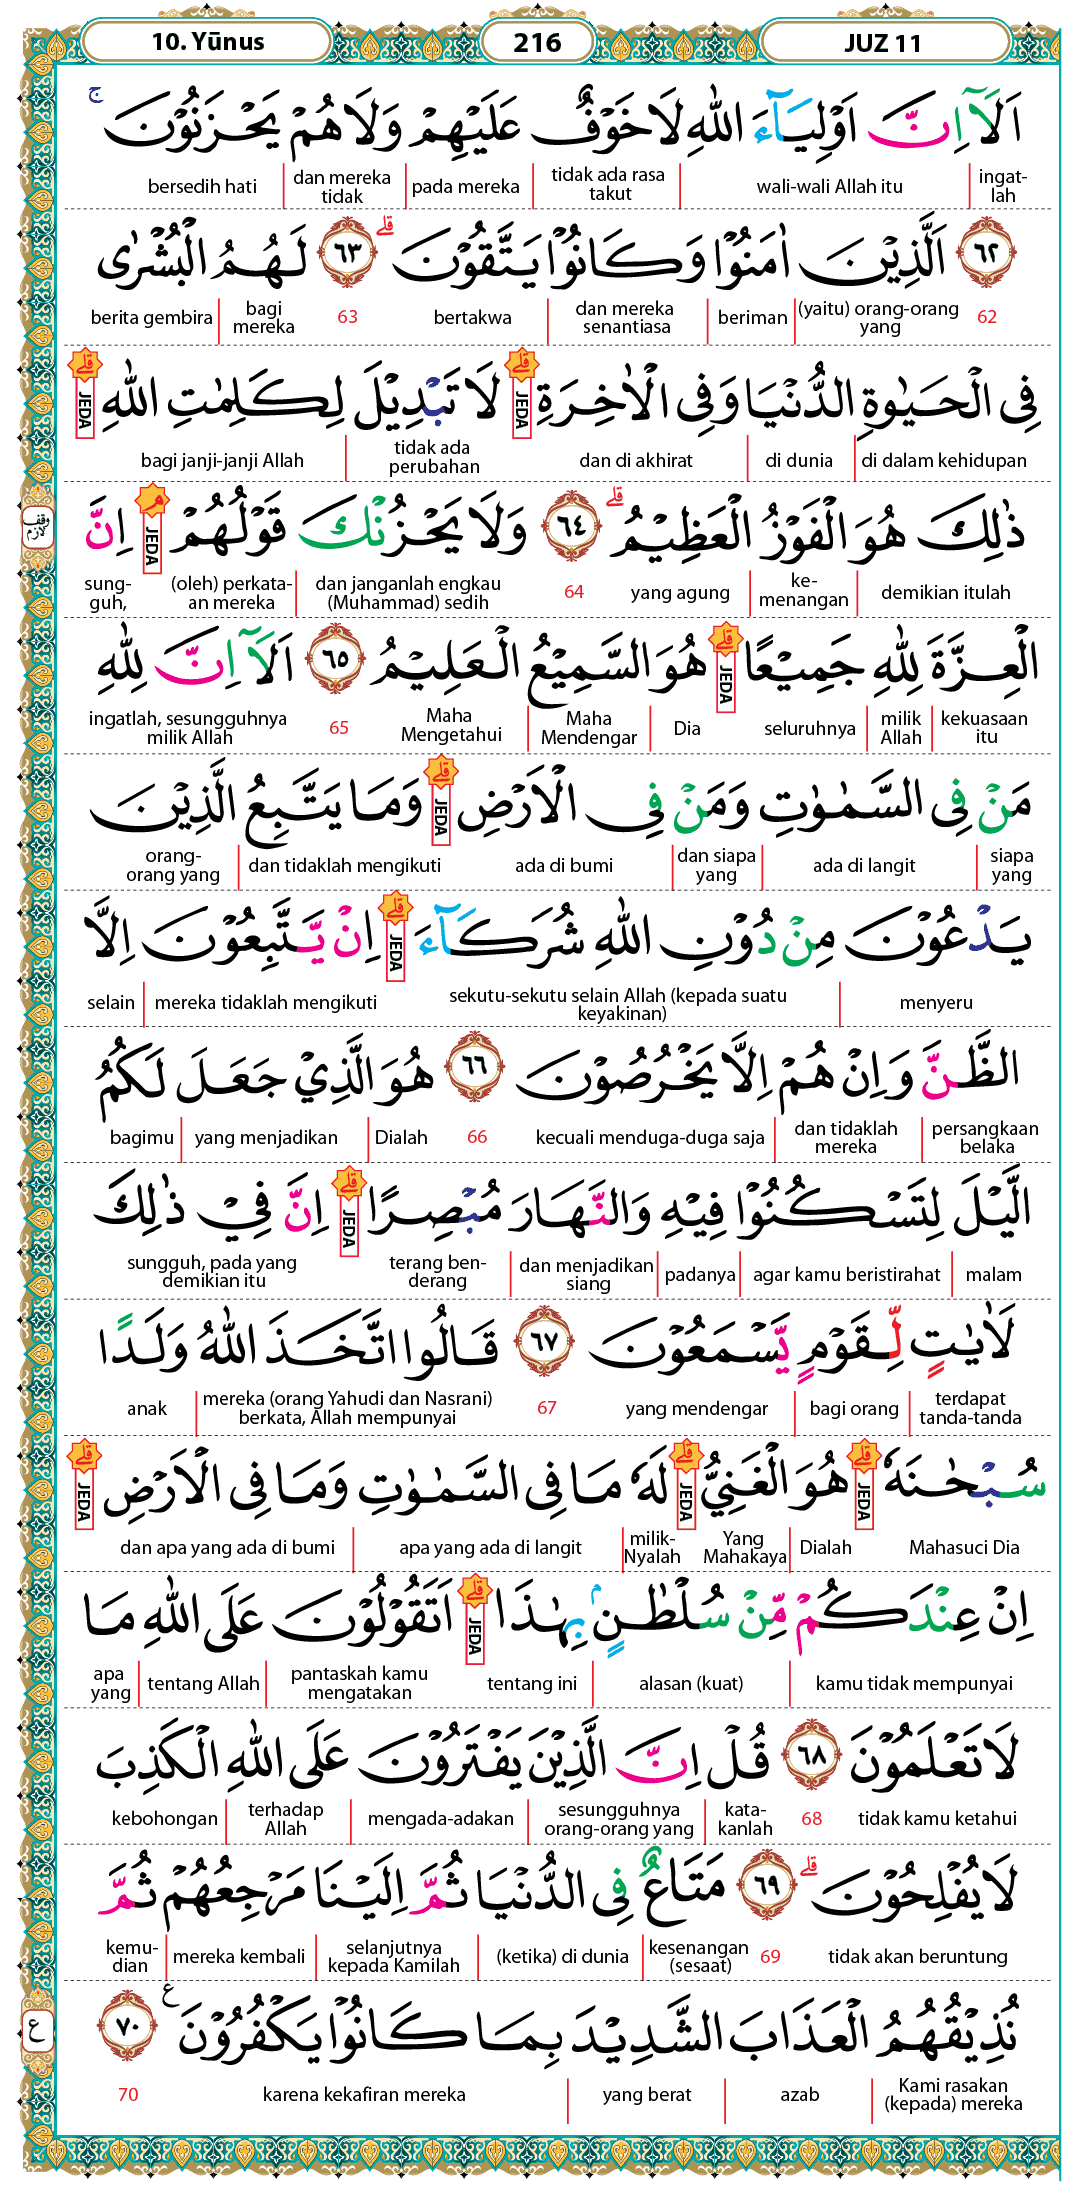 10. Yūnus 216 JUZ 11
اَلَآ اِنَّ اَوْلِيَآءَ اللّٰهِ لَا خَوْفٌ عَلَيْهِمْ وَلَا هُمْ يَحْزَنُوْنَ ۚ
ingat-lah | wali-wali Allah itu | tidak ada rasa takut | pada mereka | dan mereka tidak | bersedih hati
٦٢ اَلَّذِيْنَ اٰمَنُوْا وَكَانُوْا يَتَّقُوْنَ ۗ ٦٣ لَهُمُ الْبُشْرٰى
62 (yaitu) orang-orang yang | beriman | dan mereka senantiasa | bertakwa 63 bagi mereka | berita gembira
فِى الْحَيٰوةِ الدُّنْيَا وَفِى الْاٰخِرَةِ ۗ JEDA لَا تَبْدِيْلَ لِكَلِمٰتِ اللّٰهِ ۗ JEDA
di dalam kehidupan | di dunia | dan di akhirat tidak ada perubahan | bagi janji-janji Allah
ذٰلِكَ هُوَ الْفَوْزُ الْعَظِيْمُ ۗ ٦٤ وَلَا يَحْزُنْكَ قَوْلُهُمْ ۘ JEDA اِنَّ
وقف لازم
demikian itulah | ke-menangan | yang agung 64 dan janganlah engkau (Muhammad) sedih | (oleh) perkata-an mereka sung-guh,
الْعِزَّةَ لِلّٰهِ جَمِيْعًا ۗ JEDA هُوَ السَّمِيْعُ الْعَلِيْمُ ٦٥ اَلَآ اِنَّ لِلّٰهِ
kekuasaan itu | milik Allah | seluruhnya Dia | Maha Mendengar | Maha Mengetahui 65 ingatlah, sesungguhnya milik Allah
مَنْ فِى السَّمٰوٰتِ وَمَنْ فِى الْاَرْضِ ۗ JEDA وَمَا يَتَّبِعُ الَّذِيْنَ
siapa yang | ada di langit | dan siapa yang | ada di bumi dan tidaklah mengikuti | orang-orang yang
يَدْعُوْنَ مِنْ دُوْنِ اللّٰهِ شُرَكَآءَ ۗ JEDA اِنْ يَّتَّبِعُوْنَ اِلَّا
menyeru | sekutu-sekutu selain Allah (kepada suatu keyakinan) mereka tidaklah mengikuti | selain
الظَّنَّ وَاِنْ هُمْ اِلَّا يَخْرُصُوْنَ ٦٦ هُوَ الَّذِيْ جَعَلَ لَكُمُ
persangkaan belaka | dan tidaklah mereka | kecuali menduga-duga saja 66 Dialah | yang menjadikan | bagimu
الَّيْلَ لِتَسْكُنُوْا فِيْهِ وَالنَّهَارَ مُبْصِرًا ۗ JEDA اِنَّ فِيْ ذٰلِكَ
malam | agar kamu beristirahat | padanya | dan menjadikan siang | terang ben-derang sungguh, pada yang demikian itu
لَاٰيٰتٍ لِّقَوْمٍ يَّسْمَعُوْنَ ٦٧ قَالُوا اتَّخَذَ اللّٰهُ وَلَدًا
terdapat tanda-tanda | bagi orang | yang mendengar 67 mereka (orang Yahudi dan Nasrani) berkata, Allah mempunyai | anak
سُبْحٰنَهٗ ۗ JEDA هُوَ الْغَنِيُّ ۗ JEDA لَهٗ مَا فِى السَّمٰوٰتِ وَمَا فِى الْاَرْضِ ۗ JEDA
Mahasuci Dia Dialah | Yang Mahakaya milik-Nyalah | apa yang ada di langit | dan apa yang ada di bumi
اِنْ عِنْدَكُمْ مِّنْ سُلْطٰنٍۢ بِهٰذَا ۗ JEDA اَتَقُوْلُوْنَ عَلَى اللّٰهِ مَا
kamu tidak mempunyai | alasan (kuat) | tentang ini pantaskah kamu mengatakan | tentang Allah | apa yang
لَا تَعْلَمُوْنَ ٦٨ قُلْ اِنَّ الَّذِيْنَ يَفْتَرُوْنَ عَلَى اللّٰهِ الْكَذِبَ
tidak kamu ketahui 68 kata-kanlah | sesungguhnya orang-orang yang | mengada-adakan | terhadap Allah | kebohongan
لَا يُفْلِحُوْنَ ۗ ٦٩ مَتَاعٌ فِى الدُّنْيَا ثُمَّ اِلَيْنَا مَرْجِعُهُمْ ثُمَّ
tidak akan beruntung 69 kesenangan (sesaat) | (ketika) di dunia | selanjutnya kepada Kamilah | mereka kembali | kemu-dian
نُذِيْقُهُمُ الْعَذَابَ الشَّدِيْدَ بِمَا كَانُوْا يَكْفُرُوْنَ ع ٧٠
ع
Kami rasakan (kepada) mereka | azab | yang berat | karena kekafiran mereka 70